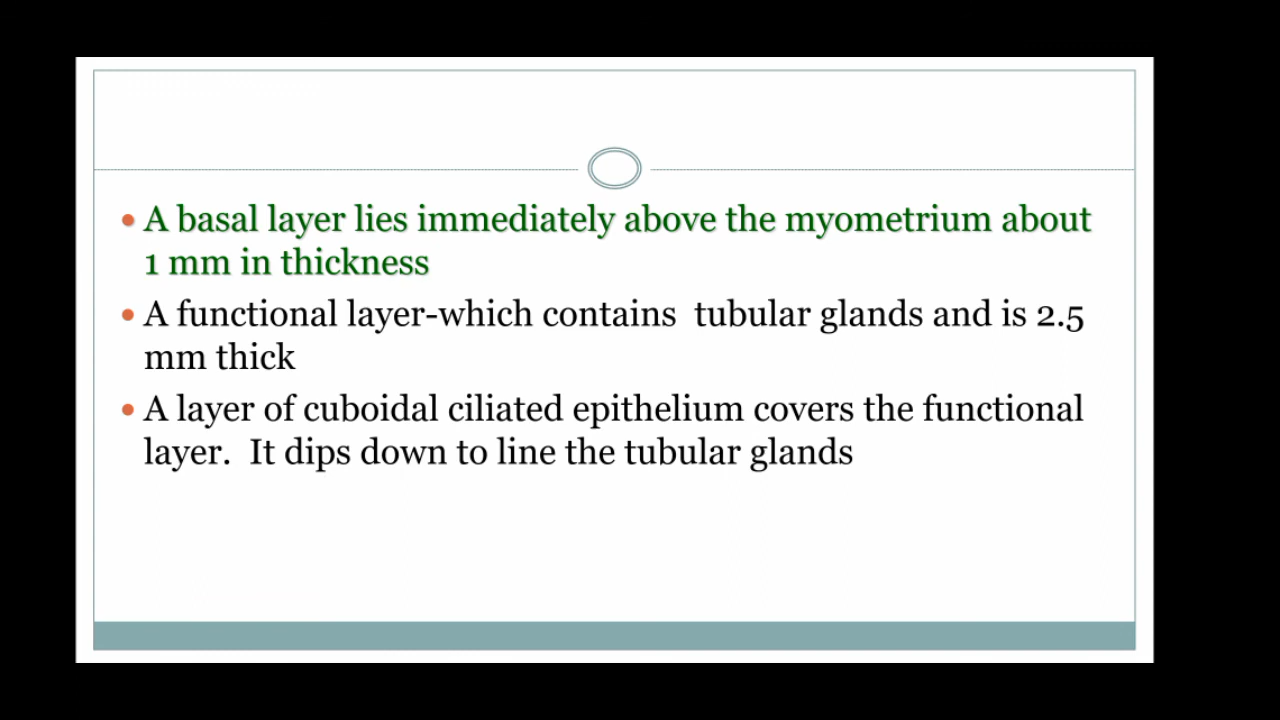 • A basal layer lies immediately above the myometrium about
1 mm in thickness
• A functional layer-which contains  tubular glands and is 2.5
mm thick
• A layer of cuboidal ciliated epithelium covers the functional
layer.  It dips down to line the tubular glands